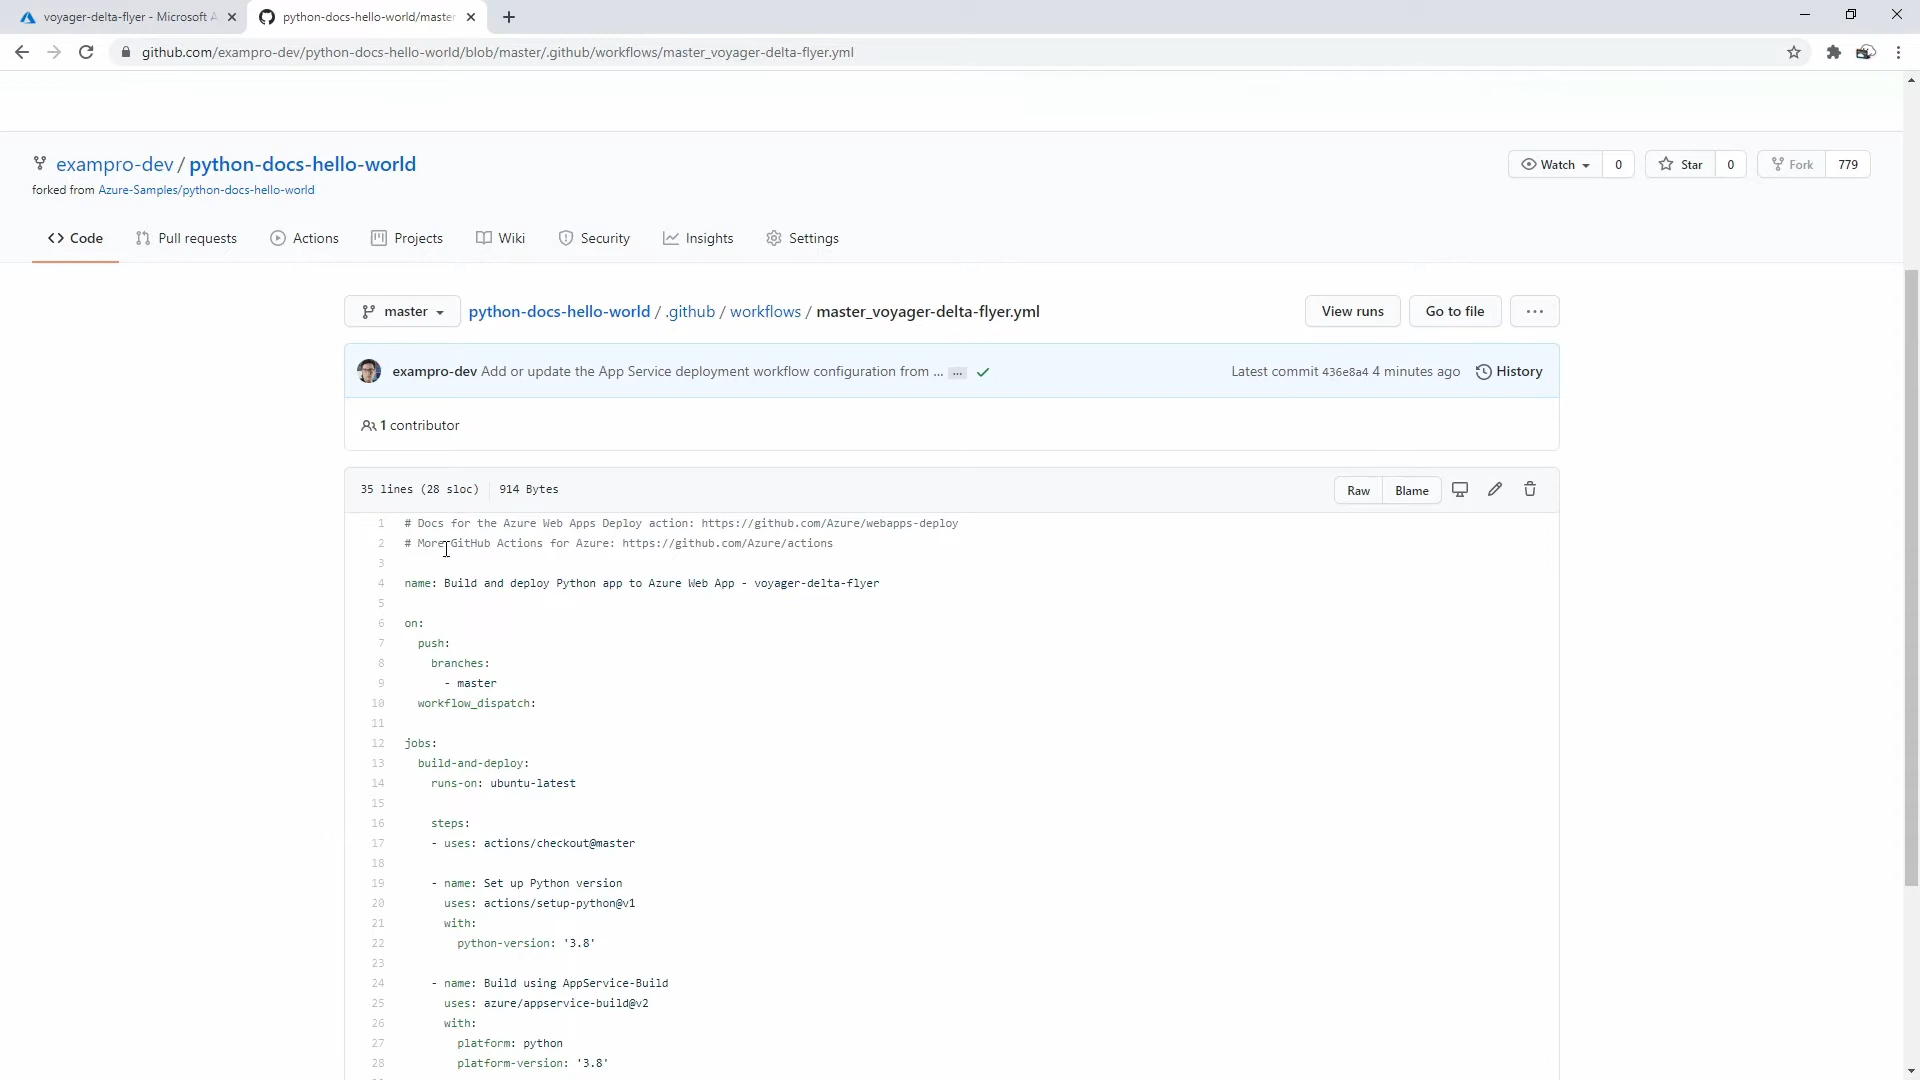 voyager-delta-flyer - Microsoft A
python-docs-hello-world/master
github.com/exampro-dev/python-docs-hello-world/blob/master/.github/workflows/master_voyager-delta-flyer.yml
exampro-dev / python-docs-hello-world
forked from Azure-Samples/python-docs-hello-world
Watch 0 Star 0 Fork 779
<> Code Pull requests Actions Projects Wiki Security Insights Settings
master python-docs-hello-world / .github / workflows / master_voyager-delta-flyer.yml View runs Go to file ...
exampro-dev Add or update the App Service deployment workflow configuration from ... ... Latest commit 436e8a4 4 minutes ago History
1 contributor
35 lines (28 sloc) 914 Bytes Raw Blame
1 # Docs for the Azure Web Apps Deploy action: https://github.com/Azure/webapps-deploy
2 # More GitHub Actions for Azure: https://github.com/Azure/actions
3
4 name: Build and deploy Python app to Azure Web App - voyager-delta-flyer
5
6 on:
7 push:
8 branches:
9 - master
10 workflow_dispatch:
11
12 jobs:
13 build-and-deploy:
14 runs-on: ubuntu-latest
15
16 steps:
17 - uses: actions/checkout@master
18
19 - name: Set up Python version
20 uses: actions/setup-python@v1
21 with:
22 python-version: '3.8'
23
24 - name: Build using AppService-Build
25 uses: azure/appservice-build@v2
26 with:
27 platform: python
28 platform-version: '3.8'